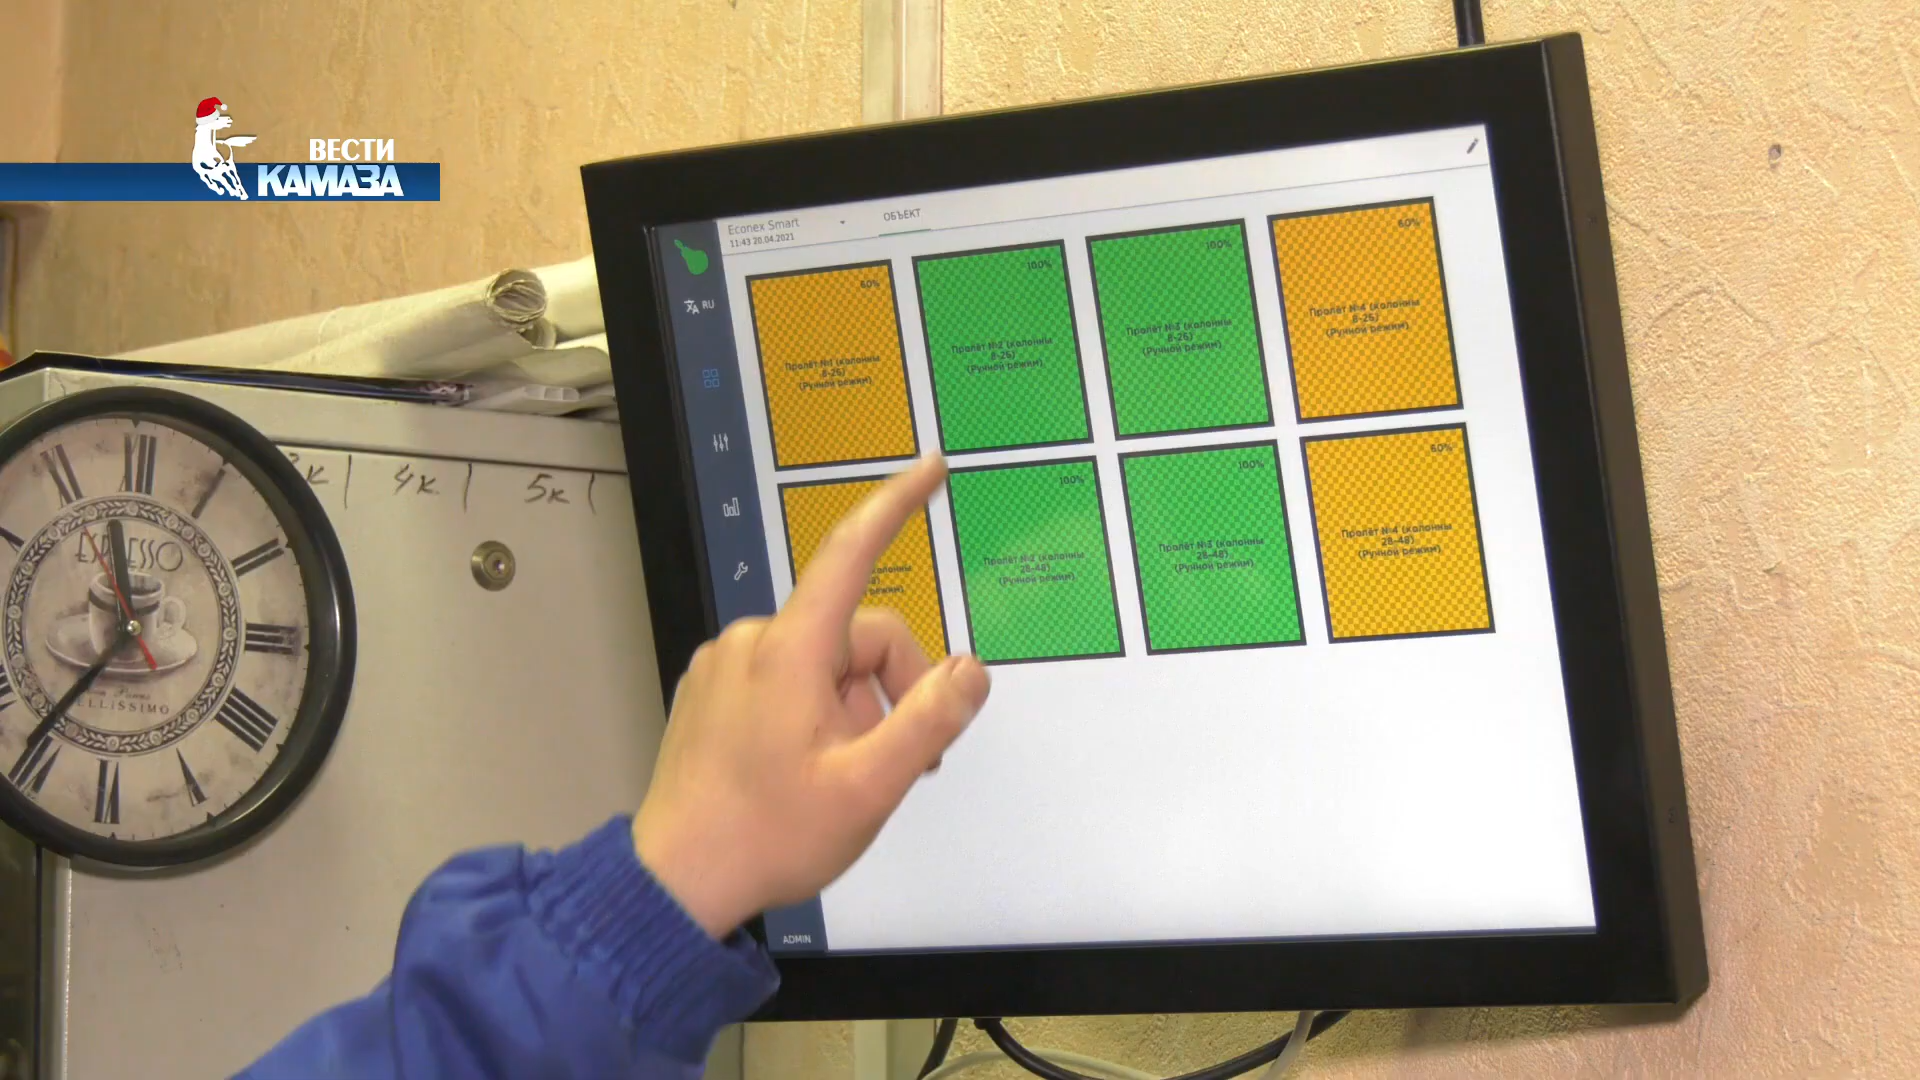 ВЕСТИ
КАМАЗА
Econex Smart
11:43 20.04.2021
ОБЪЕКТ
RU
60%
Пролёт №1 (колонны
8-26)
(Ручной режим)
100%
Пролёт №2 (колонны
8-26)
(Ручной режим)
100%
Пролёт №3 (колонны
8-26)
(Ручной режим)
60%
Пролёт №4 (колонны
8-26)
(Ручной режим)
100%
Пролёт №2 (колонны
28-48)
(Ручной режим)
100%
Пролёт №3 (колонны
28-48)
(Ручной режим)
60%
Пролёт №4 (колонны
28-48)
(Ручной режим)
ADMIN
4к
5к
ESPRESSO